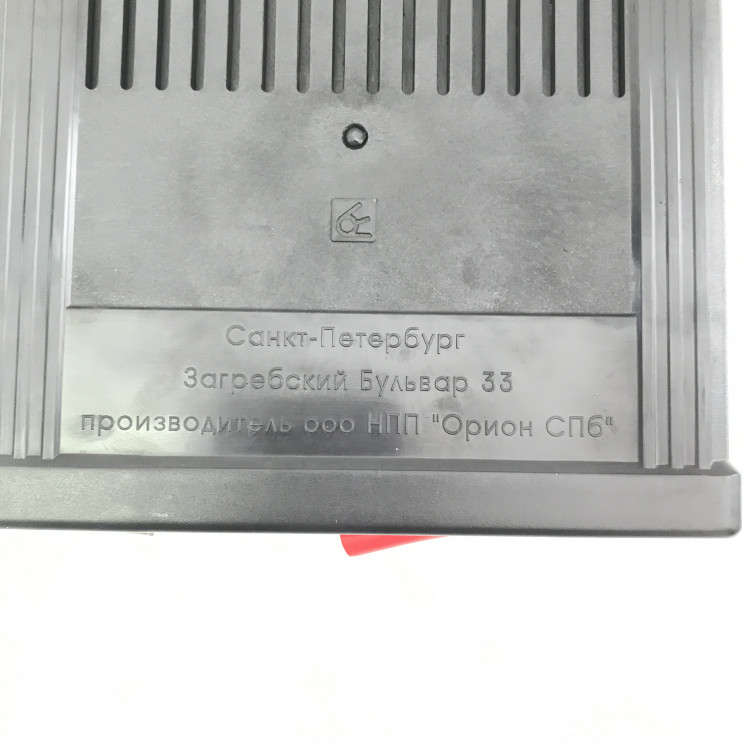 Санкт-Петербург
Загребский Бульвар 33
производитель ооо НПП "Орион СПб"